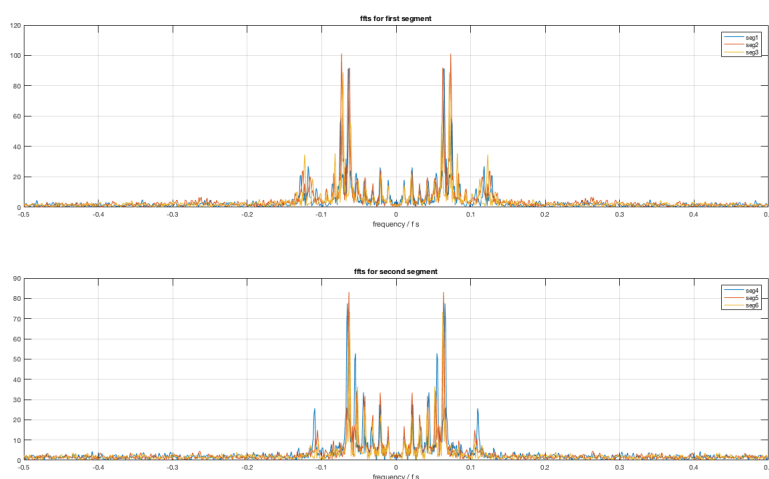 ffts for first segment
120
100
80
60
40
20
0
seg1
seg2
seg3
-0.5 -0.4 -0.3 -0.2 -0.1 0 0.1 0.2 0.3 0.4 0.
frequency / f s
ffts for second segment
90
80
70
60
50
40
30
20
10
0
seg4
seg5
seg6
-0.5 -0.4 -0.3 -0.2 -0.1 0 0.1 0.2 0.3 0.4 0.
frequency / f s